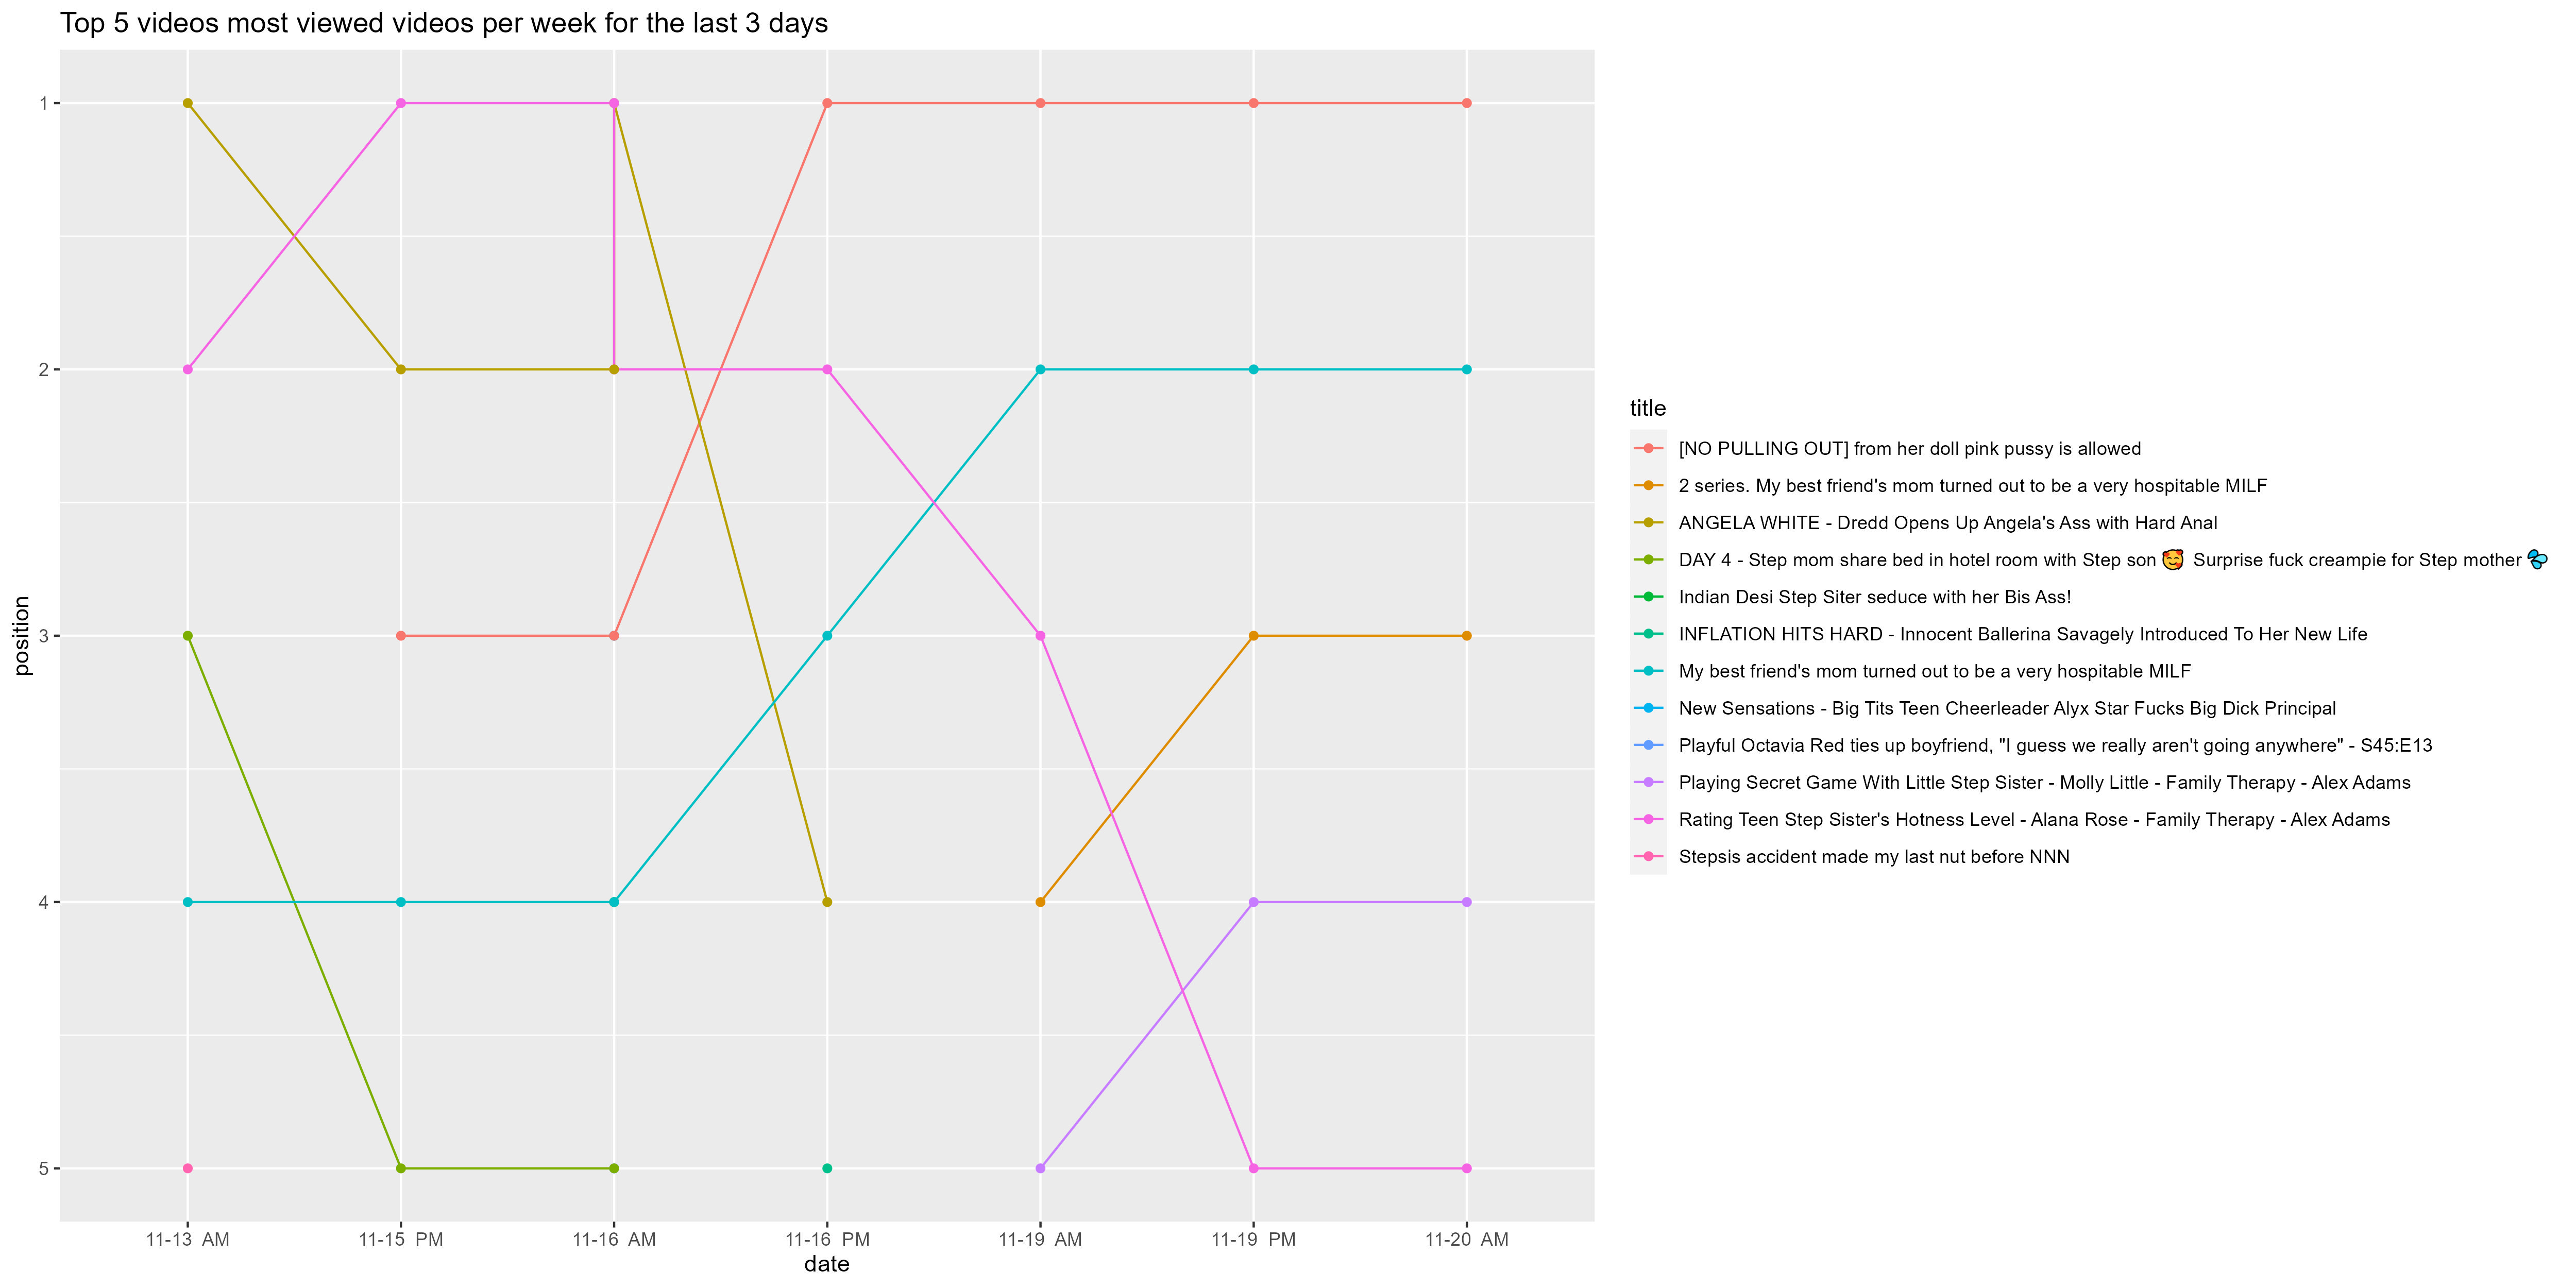 Top 5 videos most viewed videos per week for the last 3 days
1
2
3
4
5
position
11-13 AM
11-15 PM
11-16 AM
11-16 PM
11-19 AM
11-19 PM
11-20 AM
date
title
[NO PULLING OUT] from her doll pink pussy is allowed
2 series. My best friend's mom turned out to be a very hospitable MILF
ANGELA WHITE - Dredd Opens Up Angela's Ass with Hard Anal
DAY 4 - Step mom share bed in hotel room with Step son 🥰 Surprise fuck creampie for Step mother 💦
Indian Desi Step Siter seduce with her Bis Ass!
INFLATION HITS HARD - Innocent Ballerina Savagely Introduced To Her New Life
My best friend's mom turned out to be a very hospitable MILF
New Sensations - Big Tits Teen Cheerleader Alyx Star Fucks Big Dick Principal
Playful Octavia Red ties up boyfriend, "I guess we really aren't going anywhere" - S45:E13
Playing Secret Game With Little Step Sister - Molly Little - Family Therapy - Alex Adams
Rating Teen Step Sister's Hotness Level - Alana Rose - Family Therapy - Alex Adams
Stepsis accident made my last nut before NNN